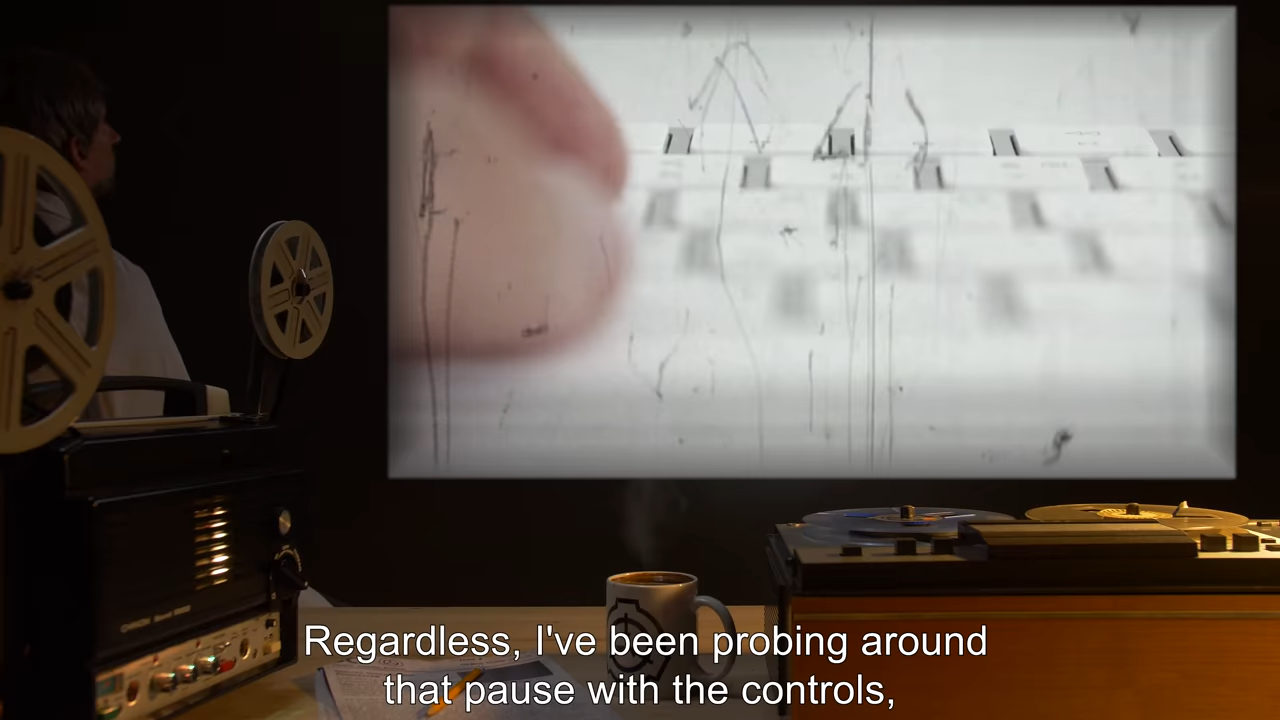 Regardless, I've been probing around
that pause with the controls,